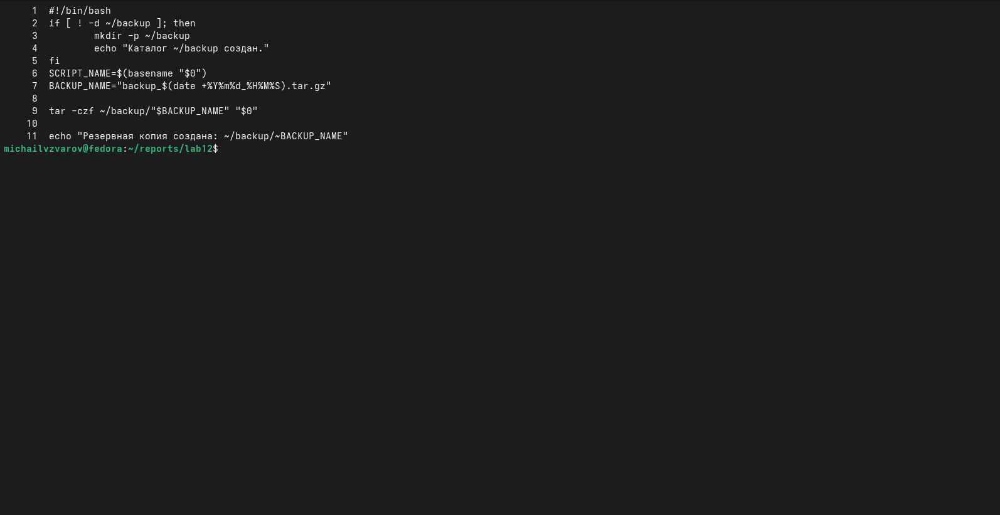 1 #!/bin/bash
2 if [ ! -d ~/backup ]; then
3 mkdir -p ~/backup
4 echo "Каталог ~/backup создан."
5 fi
6 SCRIPT_NAME=$(basename "$0")
7 BACKUP_NAME="backup_$(date +%Y%m%d_%H%M%S).tar.gz"
8
9 tar -czf ~/backup/"$BACKUP_NAME" "$0"
10
11 echo "Резервная копия создана: ~/backup/~BACKUP_NAME"
michailvzvarov@fedora:~/reports/lab12$